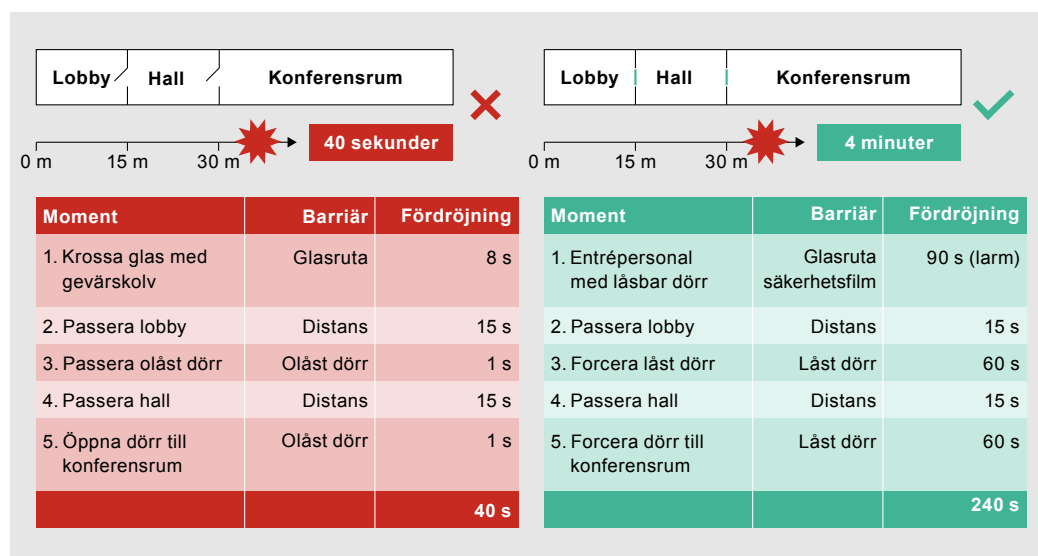 Lobby Hall Konferensrum
0 m 15 m 30 m
40 sekunder
Moment Barriär Fördröjning
1. Krossa glas med Glasruta 8 s
gevärskolv
2. Passera lobby Distans 15 s
3. Passera olåst dörr Olåst dörr 1 s
4. Passera hall Distans 15 s
5. Öppna dörr till Olåst dörr 1 s
konferensrum
40 s
Lobby Hall Konferensrum
0 m 15 m 30 m
4 minuter
Moment Barriär Fördröjning
1. Entrépersonal Glasruta 90 s (larm)
med låsbar dörr säkerhetsfilm
2. Passera lobby Distans 15 s
3. Forcera låst dörr Låst dörr 60 s
4. Passera hall Distans 15 s
5. Forcera dörr till Låst dörr 60 s
konferensrum
240 s